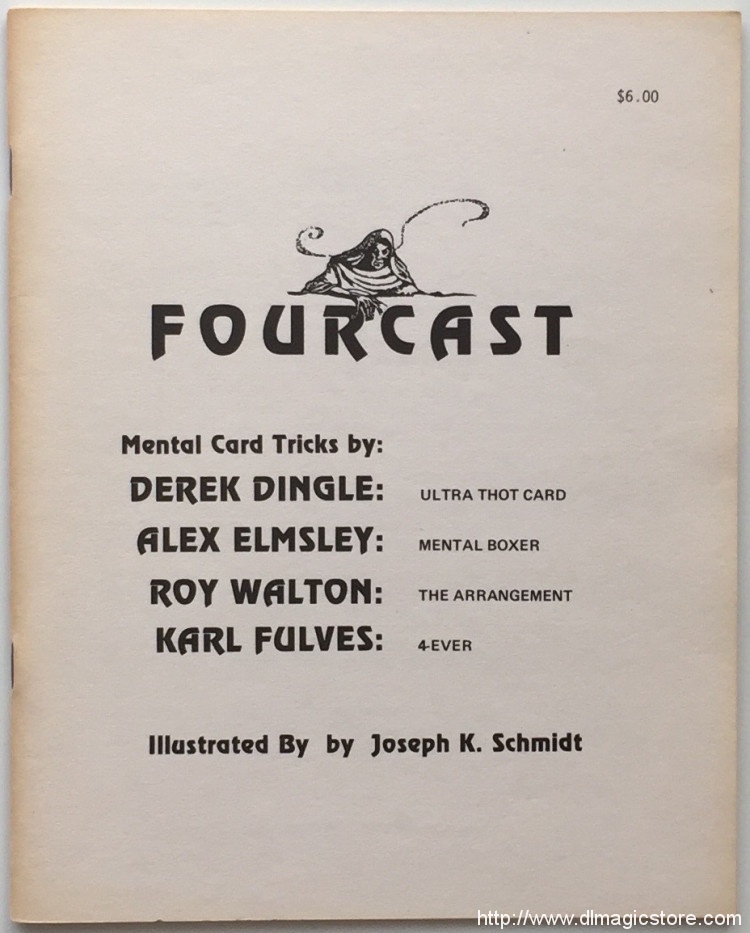 $6.00
FOURCAST
Mental Card Tricks by:
DEREK DINGLE: ULTRA THOT CARD
ALEX ELMSLEY: MENTAL BOXER
ROY WALTON: THE ARRANGEMENT
KARL FULVES: 4-EVER
Illustrated By by Joseph K. Schmidt
http://www.dlmagicstore.com